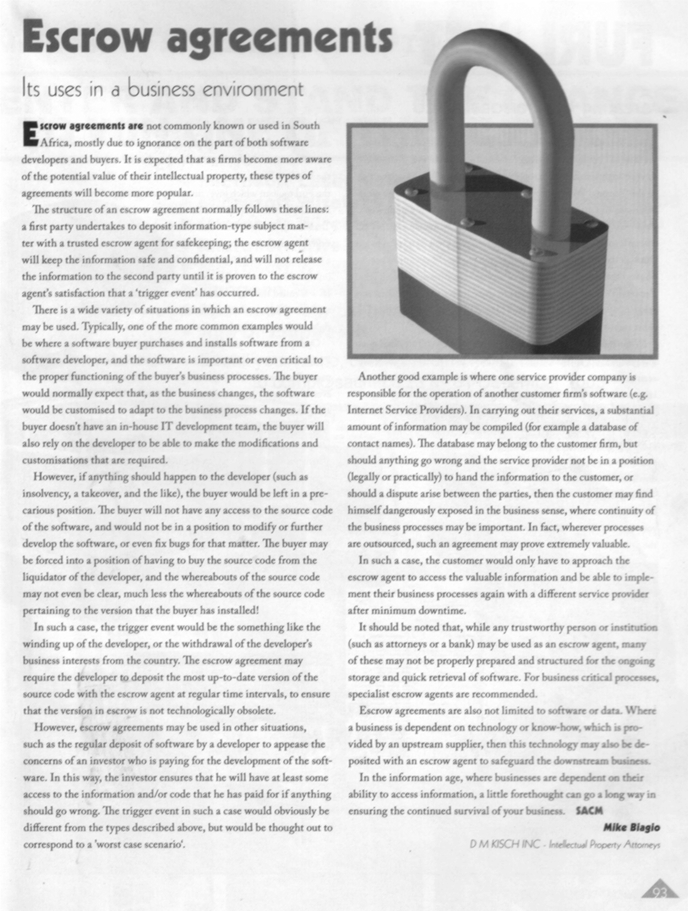 Escrow agreements
Its uses in a business environment
Escrow agreements are not commonly known or used in South
Africa, mostly due to ignorance on the part of both software
developers and buyers. It is expected that as firms become more aware
of the potential value of their intellectual property, these types of
agreements will become more popular.
The structure of an escrow agreement normally follows these lines:
a first party undertakes to deposit information-type subject mat-
ter with a trusted escrow agent for safekeeping; the escrow agent
will keep the information safe and confidential, and will not release
the information to the second party until it is proven to the escrow
agent's satisfaction that a 'trigger event' has occurred.
There is a wide variety of situations in which an escrow agreement
may be used. Typically, one of the more common examples would
be where a software buyer purchases and installs software from a
software developer, and the software is important or even critical to
the proper functioning of the buyer's business processes. The buyer
would normally expect that, as the business changes, the software
would be customised to adapt to the business process changes. If the
buyer doesn't have an in-house IT development team, the buyer will
also rely on the developer to be able to make the modifications and
customisations that are required.
However, if anything should happen to the developer (such as
insolvency, a takeover, and the like), the buyer would be left in a pre-
carious position. The buyer will not have any access to the source code
of the software, and would not be in a position to modify or further
develop the software, or even fix bugs for that matter. The buyer may
be forced into a position of having to buy the source code from the
liquidator of the developer, and the whereabouts of the source code
may not even be clear, much less the whereabouts of the source code
pertaining to the version that the buyer has installed!
In such a case, the trigger event would be the something like the
winding up of the developer, or the withdrawal of the developer's
business interests from the country. The escrow agreement may
require the developer to deposit the most up-to-date version of the
source code with the escrow agent at regular time intervals, to ensure
that the version in escrow is not technologically obsolete.
However, escrow agreements may be used in other situations,
such as the regular deposit of software by a developer to appease the
concerns of an investor who is paying for the development of the soft-
ware. In this way, the investor ensures that he will have at least some
access to the information and/or code that he has paid for if anything
should go wrong. The trigger event in such a case would obviously be
different from the types described above, but would be thought out to
correspond to a 'worst case scenario'.
Another good example is where one service provider company is
responsible for the operation of another customer firm's software (e.g.
Internet Service Providers). In carrying out their services, a substantial
amount of information may be compiled (for example a database of
contact names). The database may belong to the customer firm, but
should anything go wrong and the service provider not be in a position
(legally or practically) to hand the information to the customer, or
should a dispute arise between the parties, then the customer may find
himself dangerously exposed in the business sense, where continuity of
the business processes may be important. In fact, wherever processes
are outsourced, such an agreement may prove extremely valuable.
In such a case, the customer would only have to approach the
escrow agent to access the valuable information and be able to imple-
ment their business processes again with a different service provider
after minimum downtime.
It should be noted that, while any trustworthy person or institution
(such as attorneys or a bank) may be used as an escrow agent, many
of these may not be properly prepared and structured for the ongoing
storage and quick retrieval of software. For business critical processes,
specialist escrow agents are recommended.
Escrow agreements are also not limited to software or data. Where
a business is dependent on technology or know-how, which is pro-
vided by an upstream supplier, then this technology may also be de-
posited with an escrow agent to safeguard the downstream business.
In the information age, where businesses are dependent on their
ability to access information, a little forethought can go a long way in
ensuring the continued survival of your business. SACM
Mike Biagio
D M KISCH INC - Intellectual Property Attorneys
93